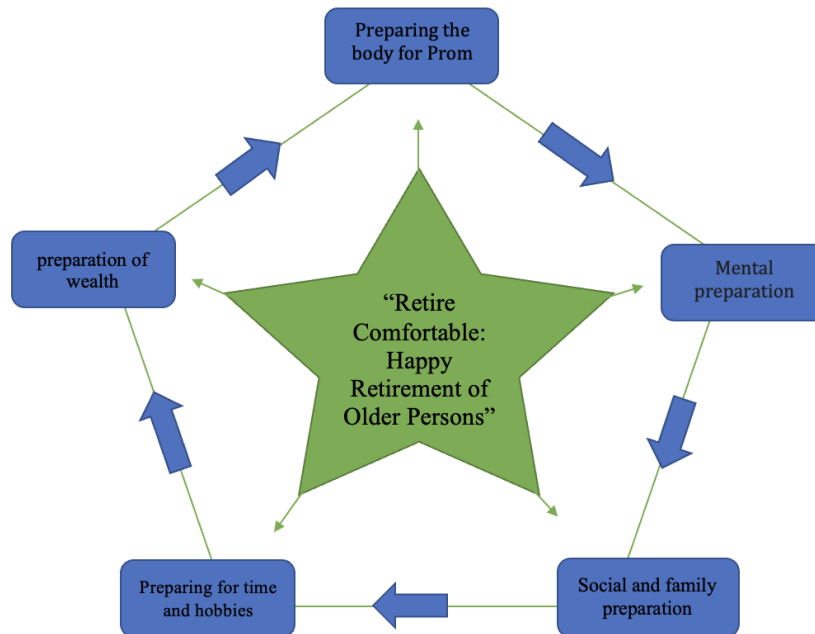 Preparing the
body for Prom
preparation of
wealth
Mental
preparation
“Retire
Comfortable:
Happy
Retirement of
Older Persons”
Preparing for time
and hobbies
Social and family
preparation